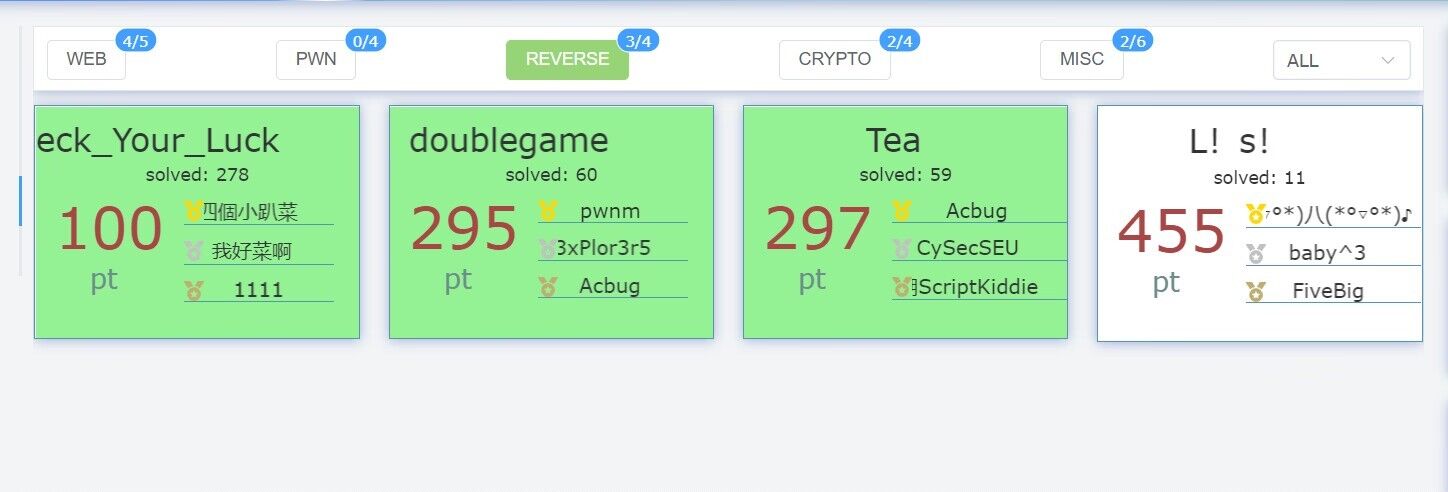 WEB 4/5 PWN 0/4 REVERSE 3/4 CRYPTO 2/4 MISC 2/6 ALL
eck_Your_Luck
solved: 278
100 pt
四個小趴菜
我好菜啊
1111
doublegame
solved: 60
295 pt
pwnm
3xPlor3r5
Acbug
Tea
solved: 59
297 pt
Acbug
CySecSEU
ScriptKiddie
L! s!
solved: 11
455 pt
º*)八(*º▿º*)♪
baby^3
FiveBig